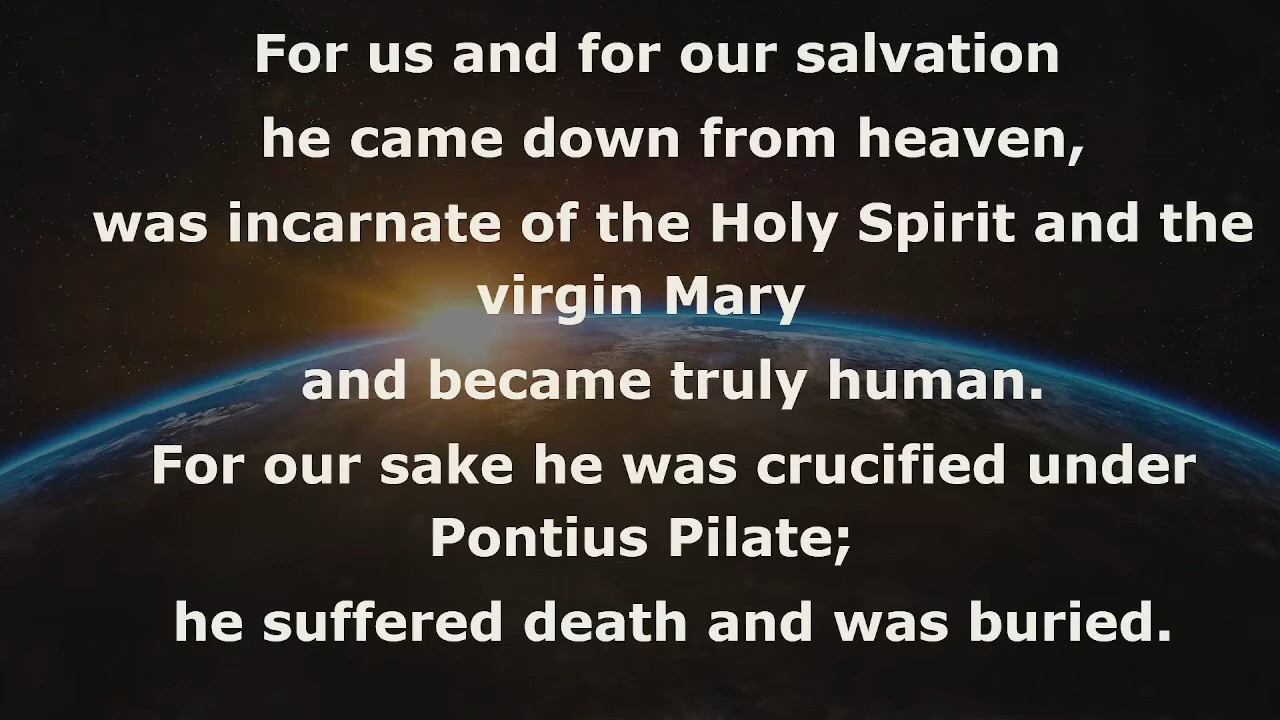 For us and for our salvation
he came down from heaven,
was incarnate of the Holy Spirit and the
virgin Mary
and became truly human.
For our sake he was crucified under
Pontius Pilate;
he suffered death and was buried.